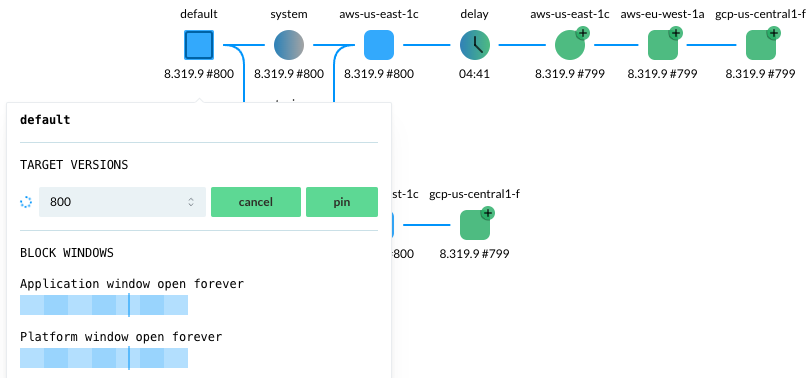 default
system
aws-us-east-1c
delay
aws-us-east-1c
aws-eu-west-1a
gcp-us-central1-f
8.319.9 #800
8.319.9 #800
8.319.9 #800
04:41
8.319.9 #799
8.319.9 #799
8.319.9 #799
default
TARGET VERSIONS
800
cancel
pin
st-1c
gcp-us-central1-f
800
8.319.9 #799
BLOCK WINDOWS
Application window open forever
Platform window open forever